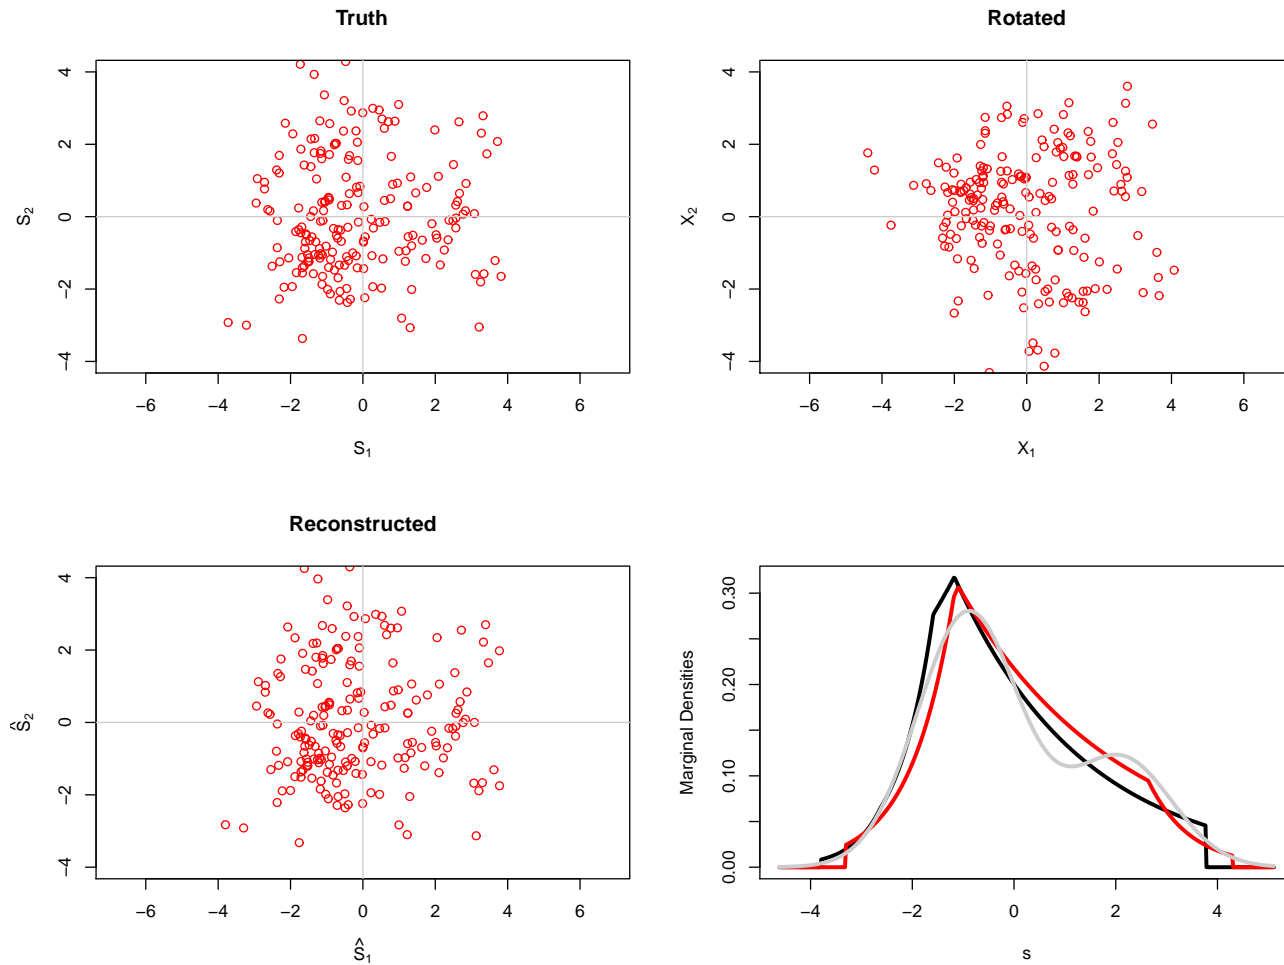 Truth
4
2
0
−2
−4
S₂
−6 −4 −2 0 2 4 6
S₁
Rotated
4
2
0
−2
−4
X₂
−6 −4 −2 0 2 4 6
X₁
Reconstructed
4
2
0
−2
−4
Ŝ₂
−6 −4 −2 0 2 4 6
Ŝ₁
0.30
0.20
0.10
0.00
Marginal Densities
−4 −2 0 2 4
s